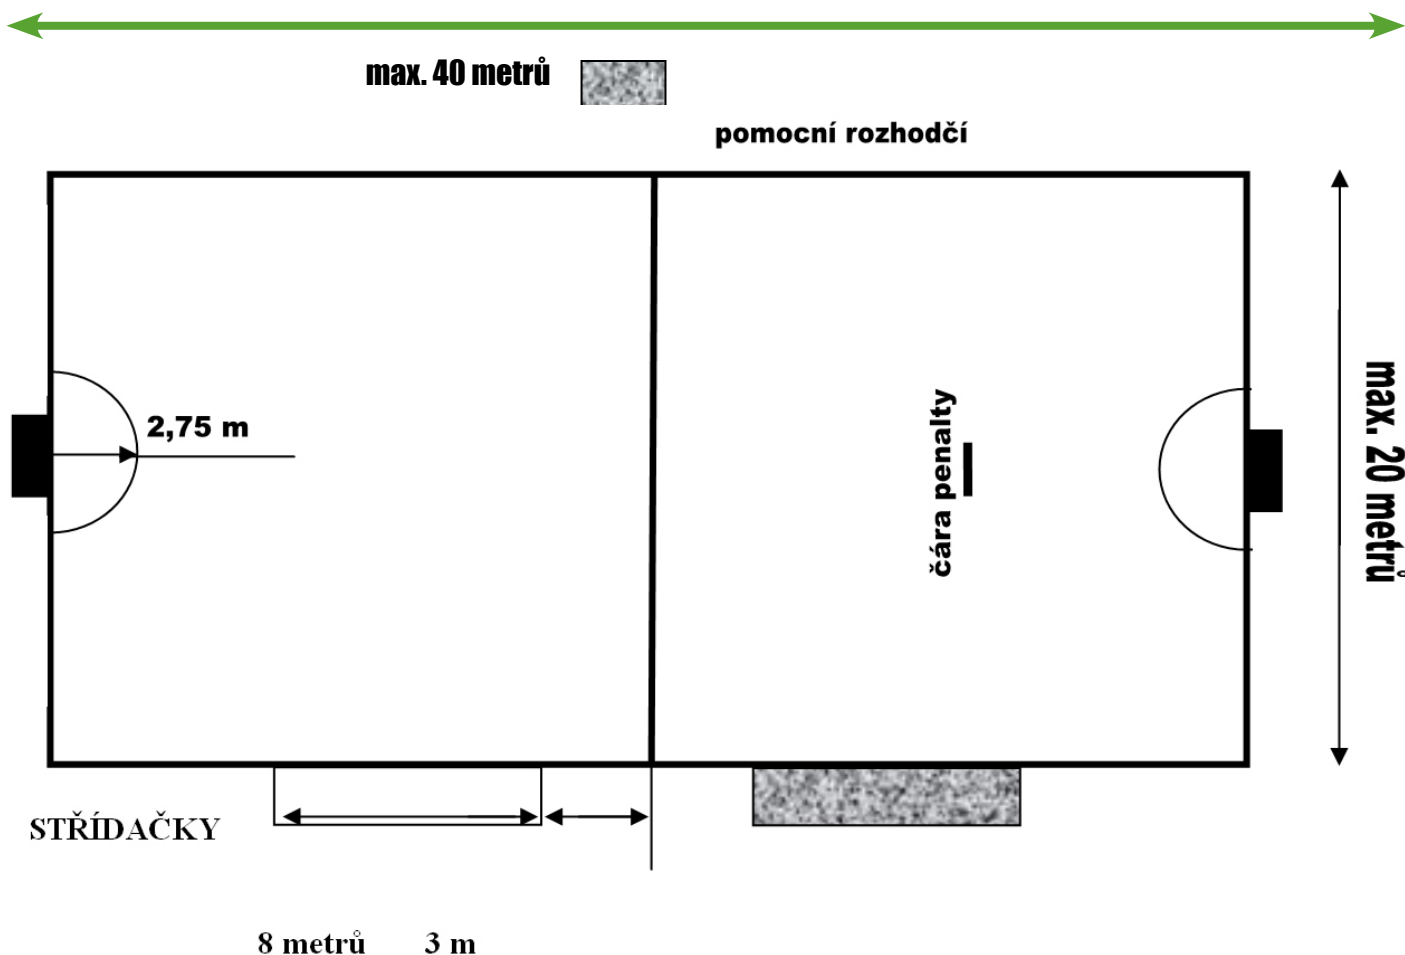 max. 40 metrů
pomocní rozhodčí
2,75 m
čára penalty
max. 20 metrů
STŘÍDAČKY
8 metrů 3 m